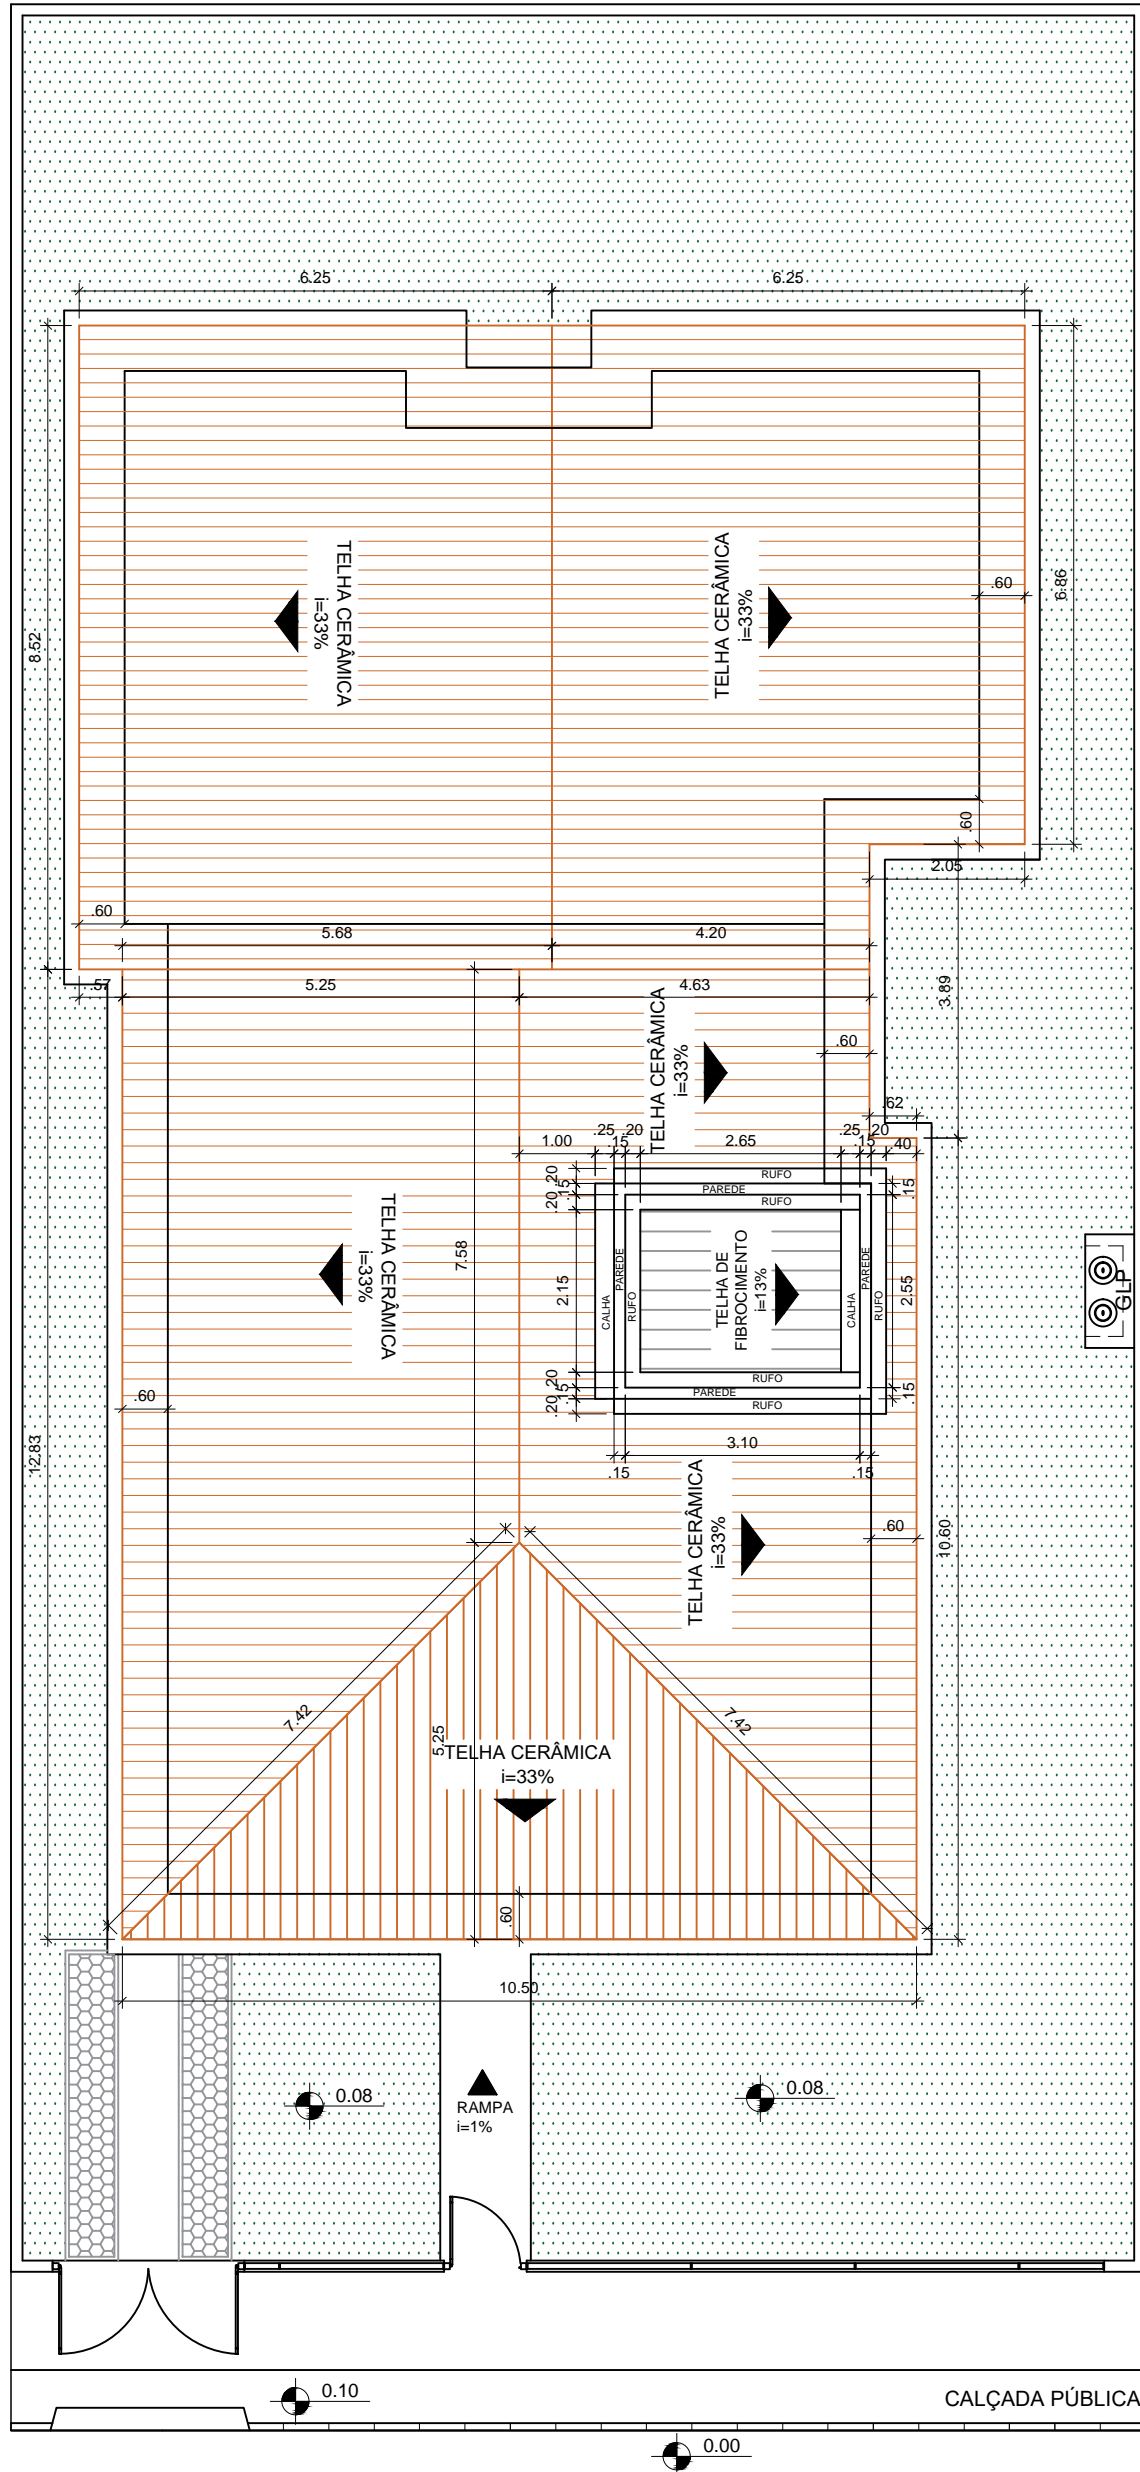 6.25
6.25
8.52
6.86
TELHA CERÂMICA
i=33%
TELHA CERÂMICA
i=33%
.60
.60
2.05
.60
5.68
4.20
.57
5.25
4.63
3.89
TELHA CERÂMICA
i=33%
.60
.62
1.00
.25
.15
.20
2.65
.25
.15
.20
.40
.20
.15
.20
RUFO
PAREDE
RUFO
.15
TELHA CERÂMICA
i=33%
7.58
2.15
CALHA
PAREDE
RUFO
TELHA DE
FIBROCIMENTO
i=13%
CALHA
PAREDE
RUFO
2.55
GLP
.20
.15
.20
RUFO
PAREDE
RUFO
.15
.60
12.83
3.10
.15
.15
TELHA CERÂMICA
i=33%
.60
10.60
7.42
7.42
5.25
TELHA CERÂMICA
i=33%
.60
10.50
0.08
RAMPA
i=1%
0.08
0.10
CALÇADA PÚBLICA
0.00